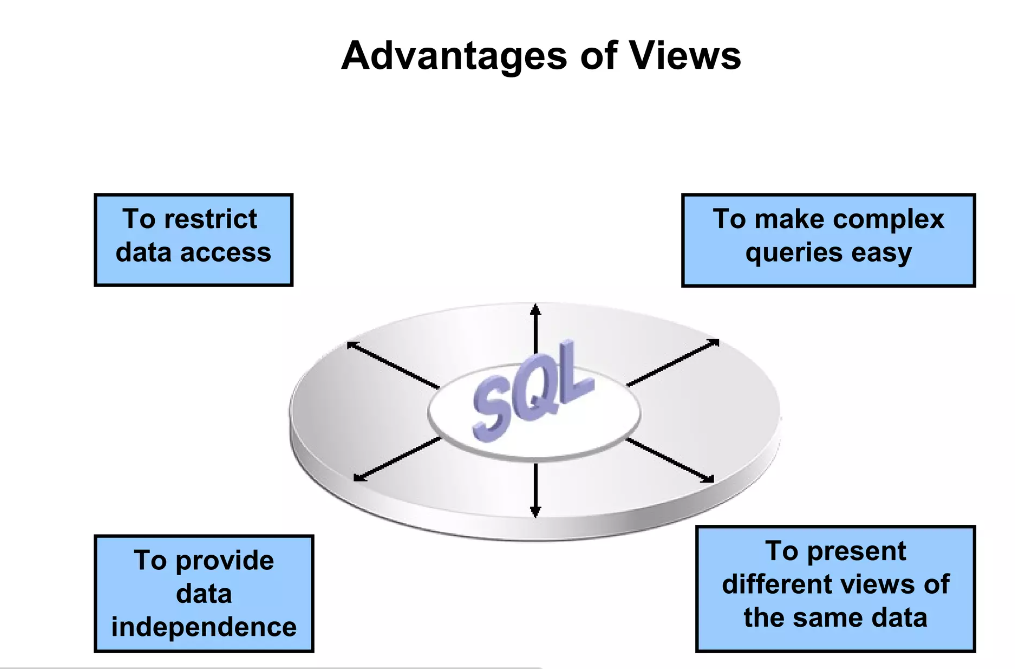 Advantages of Views
To restrict
data access
To make complex
queries easy
SQL
To provide
data
independence
To present
different views of
the same data